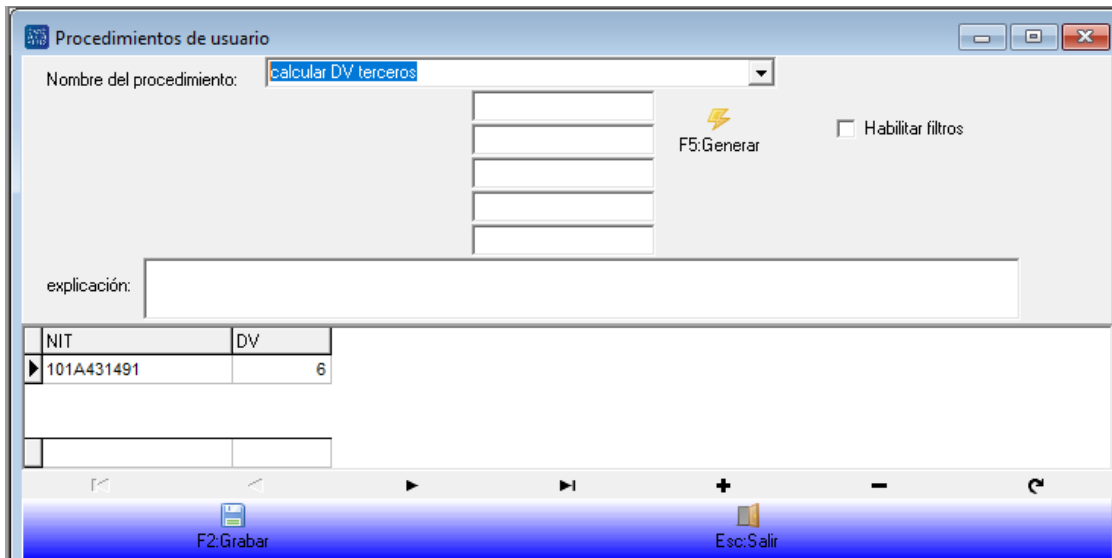 Procedimientos de usuario
Nombre del procedimiento: calcular DV terceros
F5:Generar
Habilitar filtros
explicación:
NIT DV
101A431491 6
F2:Grabar Esc:Salir